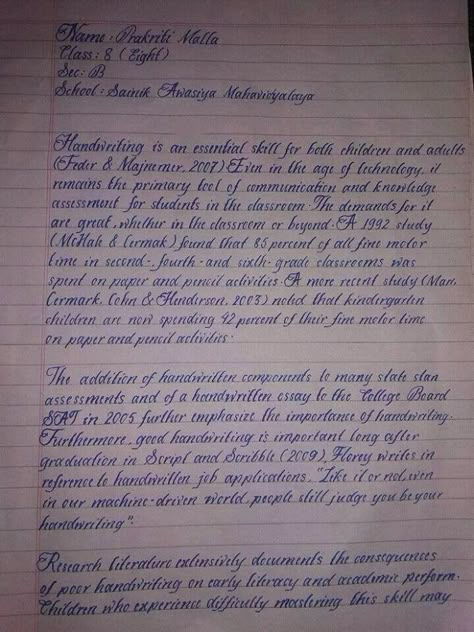 Name : Prakriti Malla
Class : 8 ( Eight )
Sec : B
School : Sainik Awasiya Mahavidyalaya
Handwriting is an essential skill for both children and adults
(Feder & Majnemer, 2007) Even in the age of technology, it
remains the primary tool of communication and knowledge
assessment for students in the classroom. The demands for it
are great, whether in the classroom or beyond. A 1992 study
(McHale & Cermak) found that 85 percent of all fine motor
time in second-, fourth- and sixth- grade classrooms was
spent on paper and pencil activities. A more recent study (Marr,
Cermark, Cohn & Henderson, 2003) noted that kindergarten
children are now spending 42 percent of their fine motor time
on paper and pencil activities.
The addition of handwritten components to many state stan
assessments and of a handwritten essay to the College Board
SAT in 2005 further emphasize the importance of handwriting.
Furthermore, good handwriting is important long after
graduation in Script and Scribble (2009), Florey writes in
reference to handwritten job applications, "Like it or not, even
in our machine-driven world, people still judge you be your
handwriting".
Research literature extensively documents the consequences
of poor handwriting on early literacy and academic perform.
Children who experience difficulty mastering this skill may